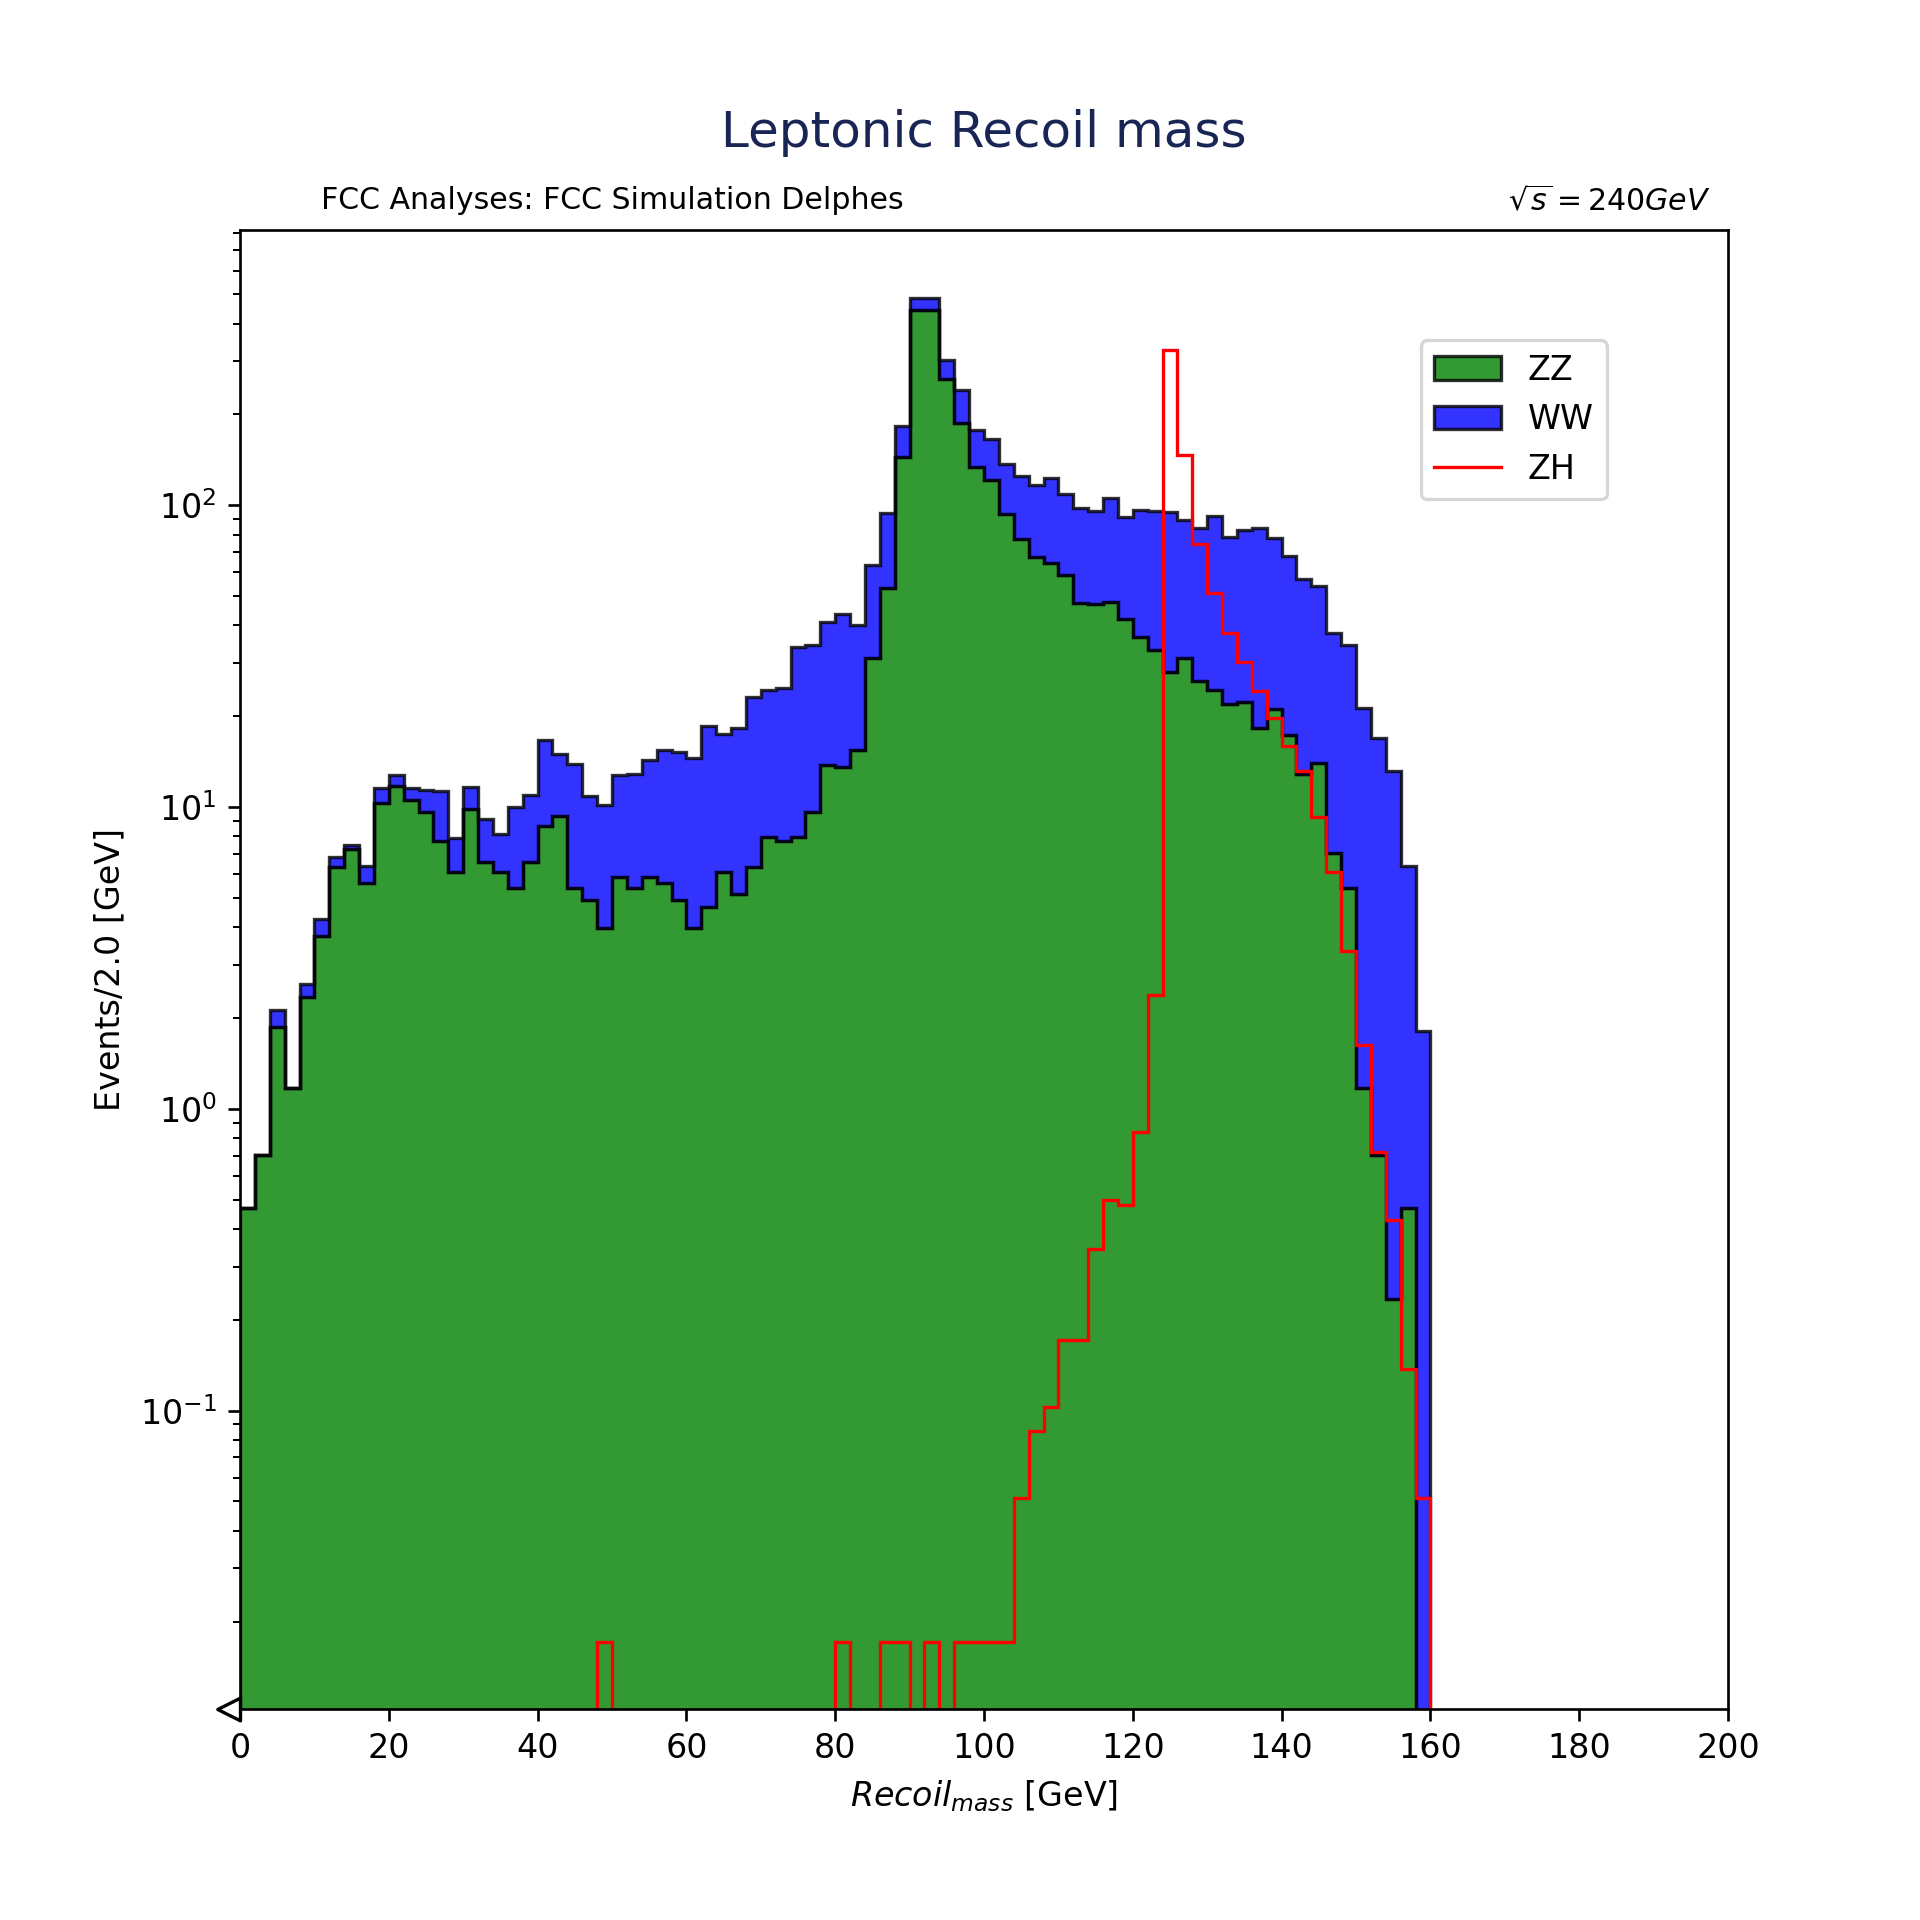 Leptonic Recoil mass
FCC Analyses: FCC Simulation Delphes
√s = 240GeV
ZZ
WW
ZH
10²
10¹
10⁰
10⁻¹
Events/2.0 [GeV]
0 20 40 60 80 100 120 140 160 180 200
Recoilₘₐₛₛ [GeV]